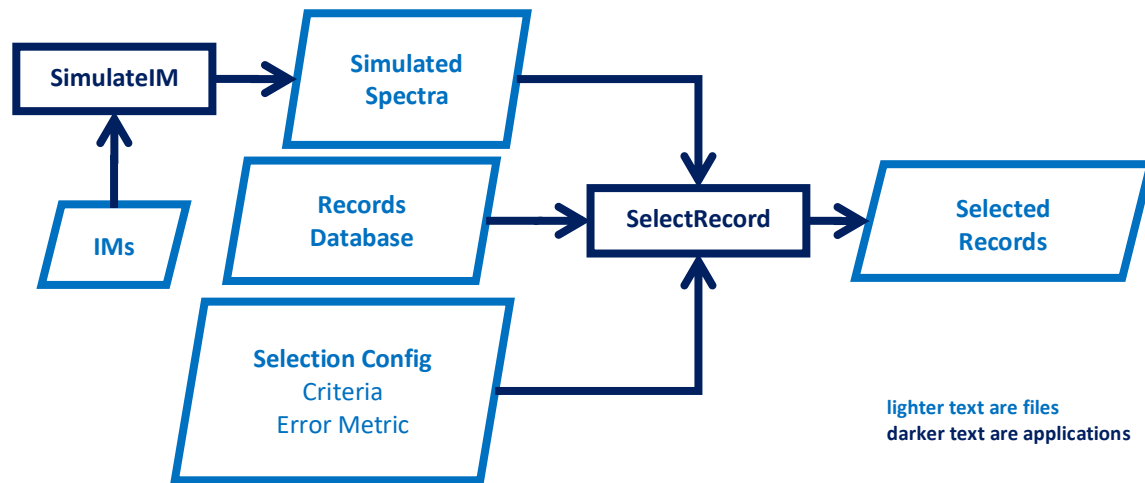 SimulateIM
Simulated
Spectra
IMs
Records
Database
SelectRecord
Selected
Records
Selection Config
Criteria
Error Metric
lighter text are files
darker text are applications